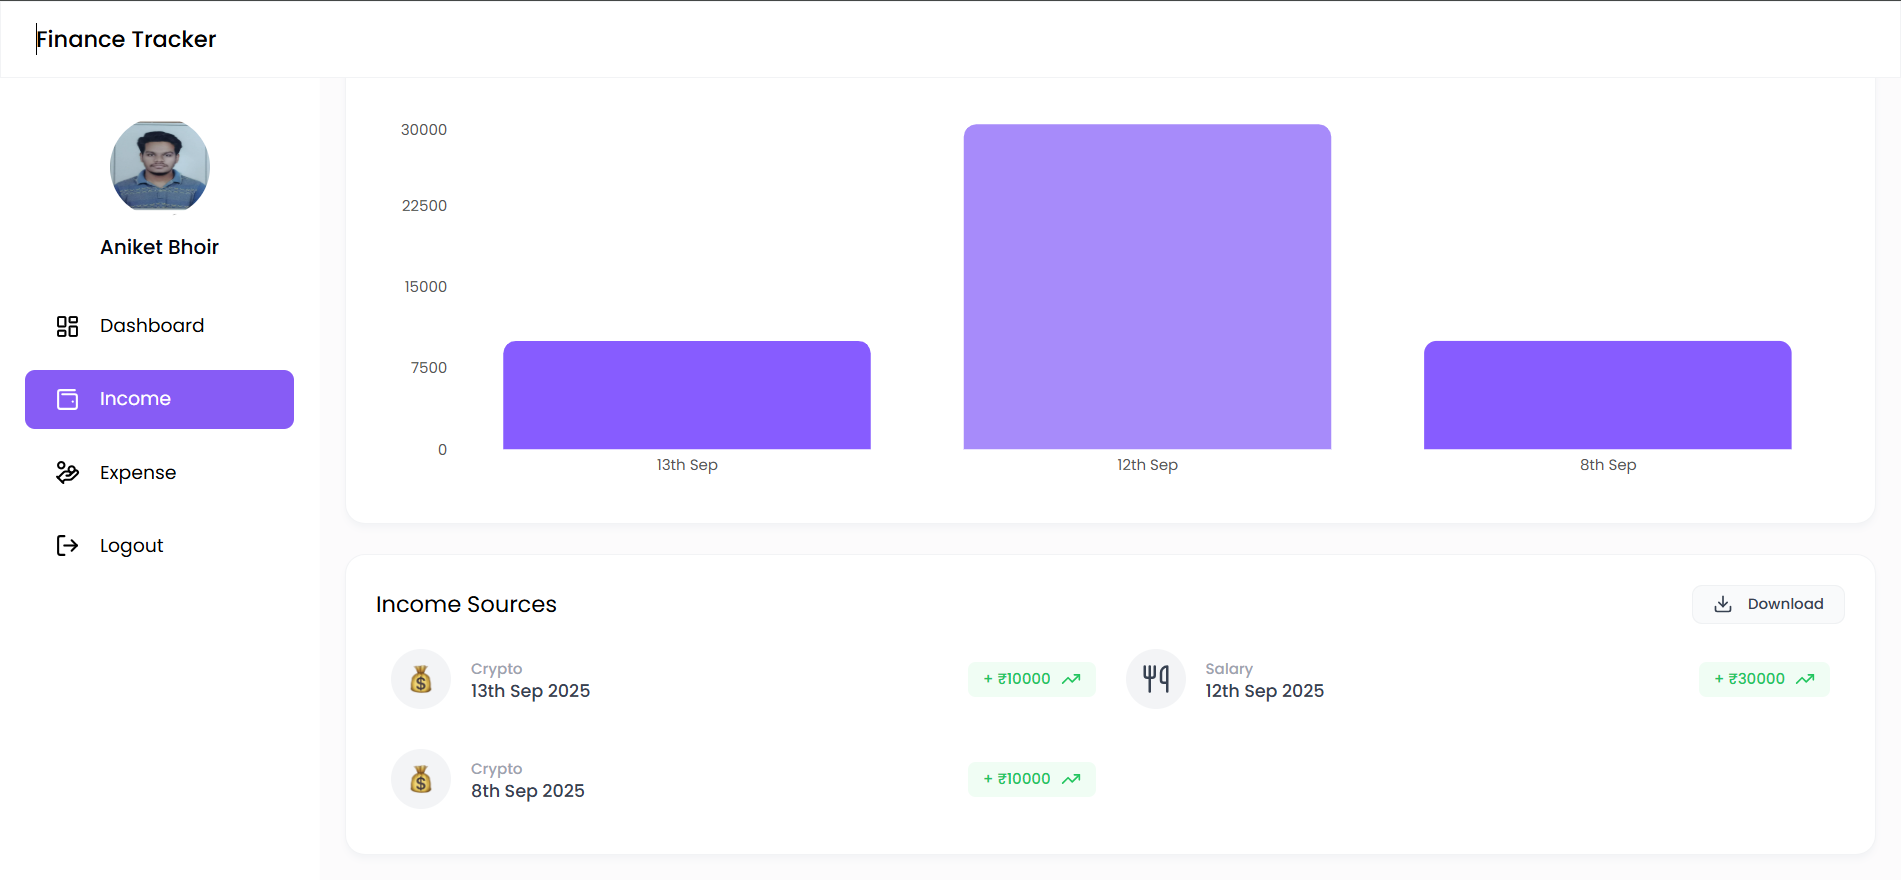 Finance Tracker
Aniket Bhoir
Dashboard
Income
Expense
Logout
30000
22500
15000
7500
0
13th Sep
12th Sep
8th Sep
Income Sources
Download
Crypto
13th Sep 2025
+ ₹10000
Salary
12th Sep 2025
+ ₹30000
Crypto
8th Sep 2025
+ ₹10000